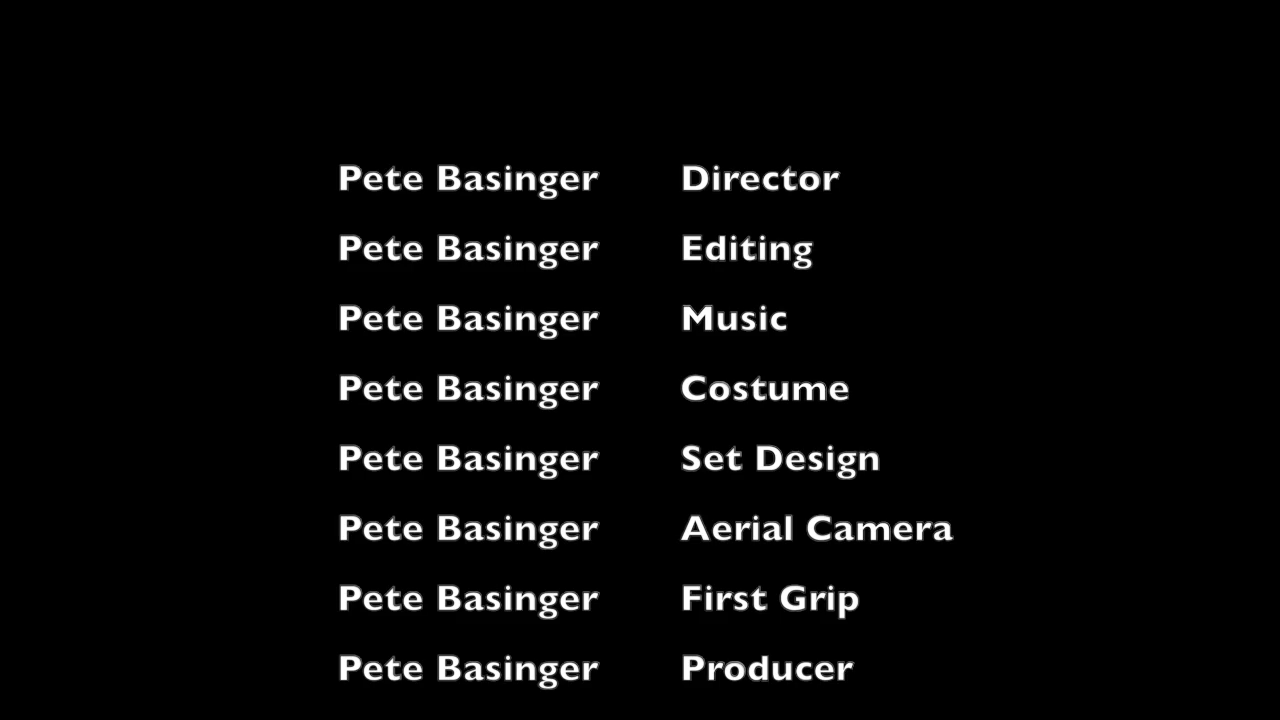 Pete Basinger Director
Pete Basinger Editing
Pete Basinger Music
Pete Basinger Costume
Pete Basinger Set Design
Pete Basinger Aerial Camera
Pete Basinger First Grip
Pete Basinger Producer